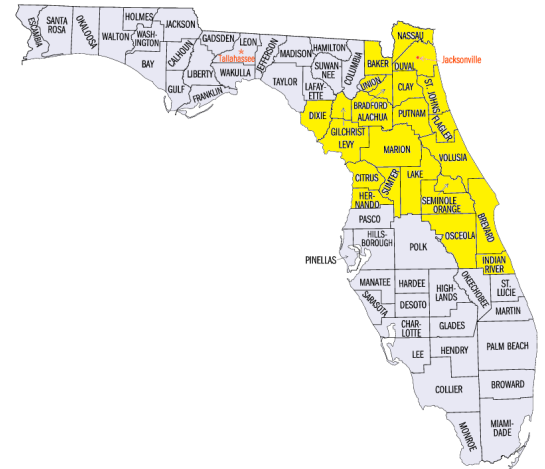 ESCAMBIA
SANTA
ROSA
OKALOOSA
WALTON
HOLMES
WASH-
INGTON
BAY
JACKSON
CALHOUN
GULF
GADSDEN
LIBERTY
FRANKLIN
LEON
Tallahassee
WAKULLA
JEFFERSON
MADISON
TAYLOR
HAMILTON
SUWAN-
NEE
LAFAY-
ETTE
COLUMBIA
DIXIE
BAKER
NASSAU
DUVAL
Jacksonville
UNION
CLAY
ST. JOHNS
BRADFORD
ALACHUA
PUTNAM
FLAGLER
GILCHRIST
LEVY
MARION
VOLUSIA
CITRUS
SUMTER
LAKE
HER-
NANDO
SEMINOLE
ORANGE
BREVARD
PASCO
OSCEOLA
HILLS-
BOROUGH
POLK
PINELLAS
INDIAN
RIVER
MANATEE
HARDEE
HIGH-
LANDS
OKEECHOBEE
ST.
LUCIE
SARASOTA
DESOTO
MARTIN
CHAR-
LOTTE
GLADES
LEE
HENDRY
PALM BEACH
COLLIER
BROWARD
MONROE
MIAMI-
DADE